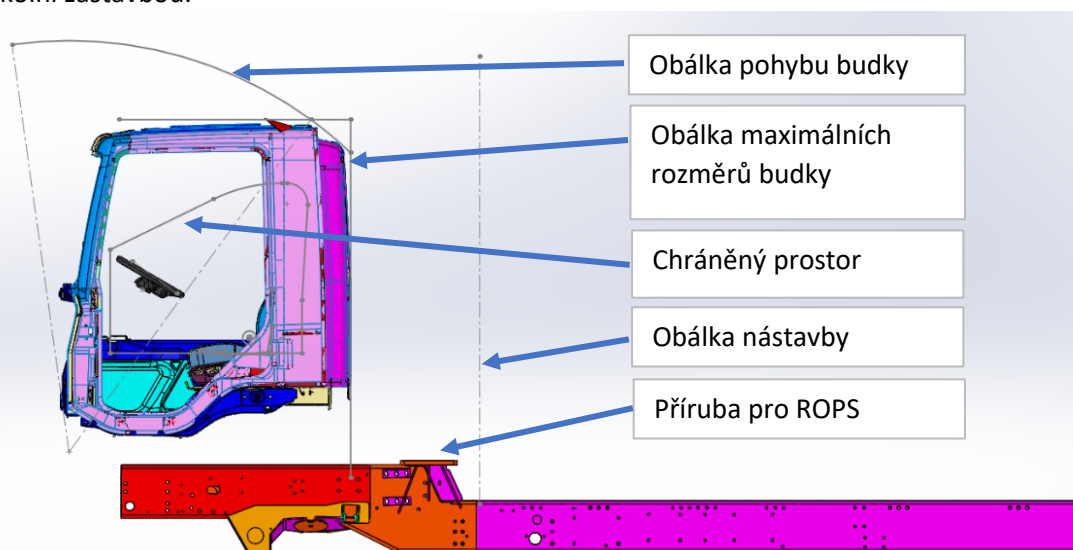 Obálka pohybu budky
Obálka maximálních
rozměrů budky
Chráněný prostor
Obálka nástavby
Příruba pro ROPS